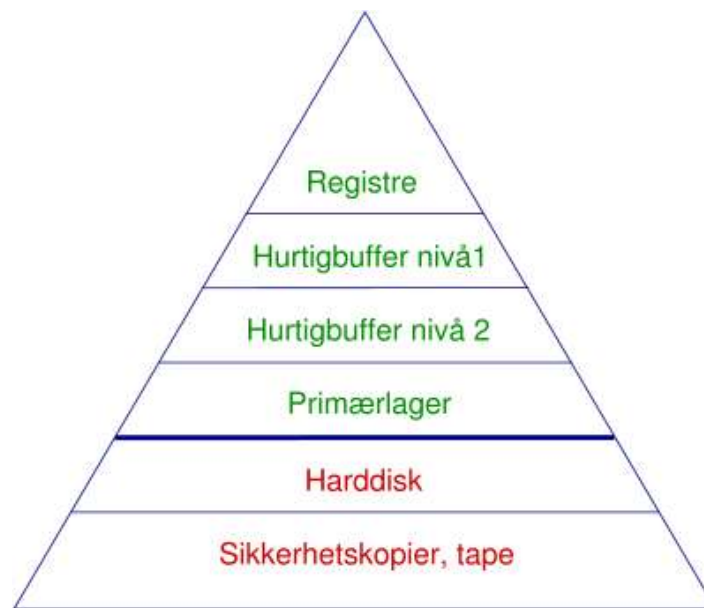 Registre
Hurtigbuffer nivå1
Hurtigbuffer nivå 2
Primærlager
Harddisk
Sikkerhetskopier, tape